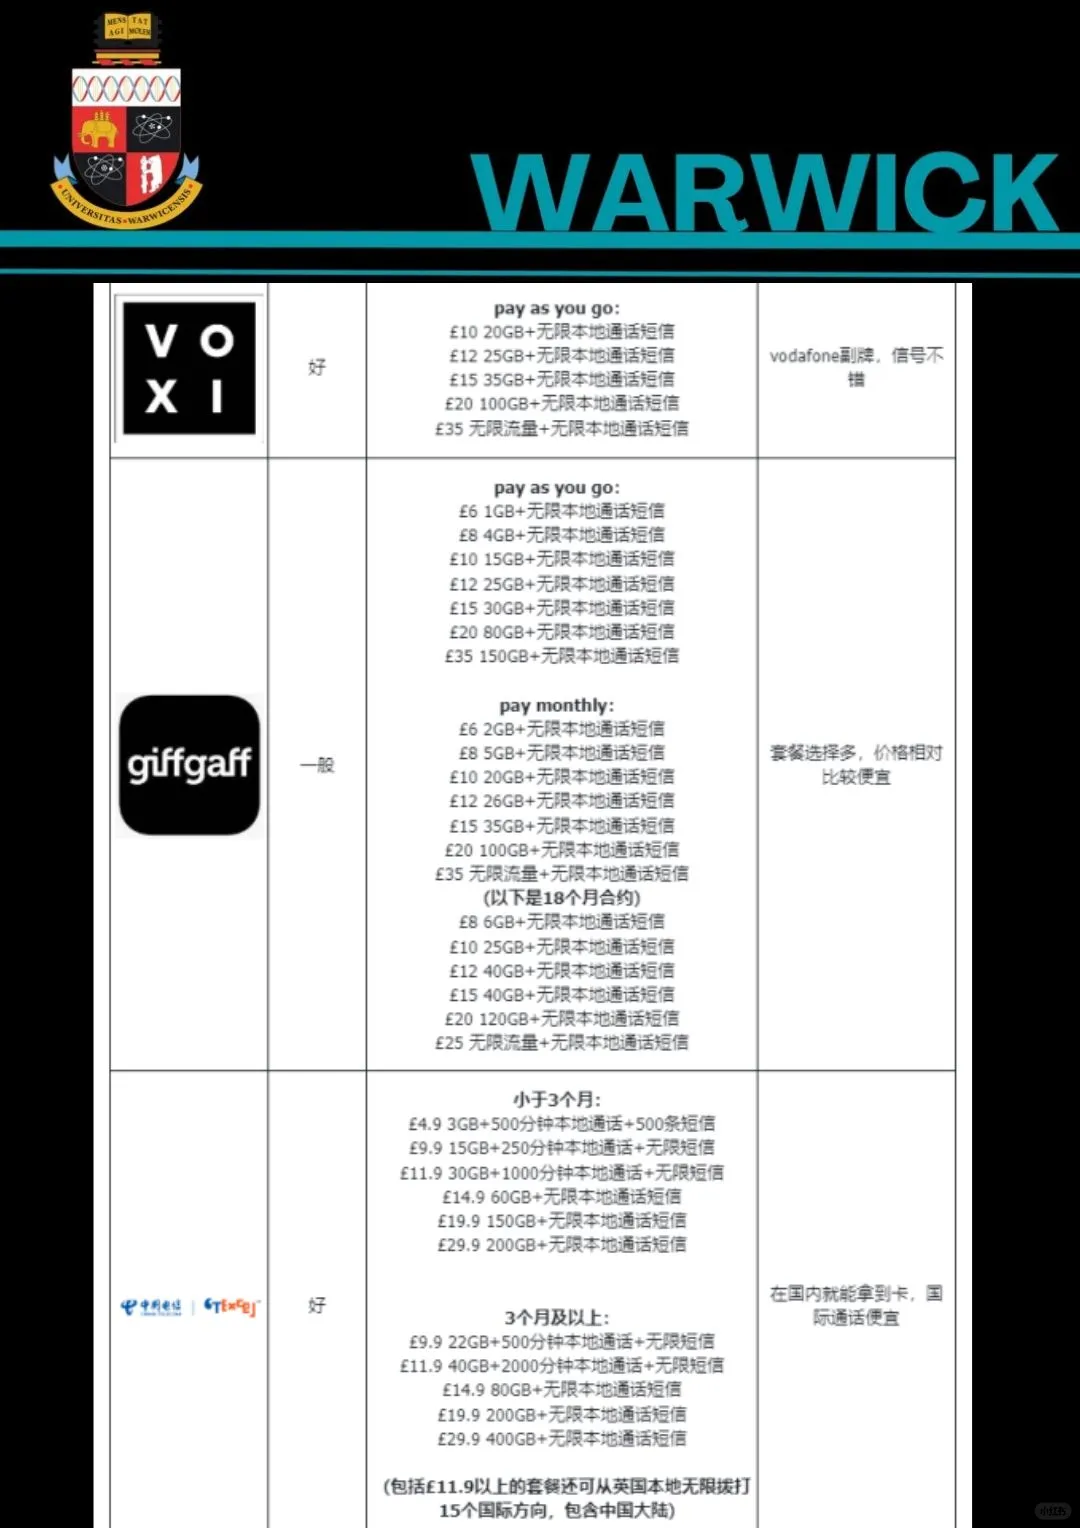 MENS TAT
AGI MOLEM
UNIVERSITAS WARWICENSIS
WARWICK
VO
XI
好
pay as you go:
£10 20GB+无限本地通话短信
£12 25GB+无限本地通话短信
£15 35GB+无限本地通话短信
£20 100GB+无限本地通话短信
£35 无限流量+无限本地通话短信
vodafone副牌，信号不
错
giffgaff
一般
pay as you go:
£6 1GB+无限本地通话短信
£8 4GB+无限本地通话短信
£10 15GB+无限本地通话短信
£12 25GB+无限本地通话短信
£15 30GB+无限本地通话短信
£20 80GB+无限本地通话短信
£35 150GB+无限本地通话短信
pay monthly:
£6 2GB+无限本地通话短信
£8 5GB+无限本地通话短信
£10 20GB+无限本地通话短信
£12 26GB+无限本地通话短信
£15 35GB+无限本地通话短信
£20 100GB+无限本地通话短信
£35 无限流量+无限本地通话短信
(以下是18个月合约)
£8 6GB+无限本地通话短信
£10 25GB+无限本地通话短信
£12 40GB+无限本地通话短信
£15 40GB+无限本地通话短信
£20 120GB+无限本地通话短信
£25 无限流量+无限本地通话短信
套餐选择多，价格相对
比较便宜
中国电信 CTExcel
好
小于3个月:
£4.9 3GB+500分钟本地通话+500条短信
£9.9 15GB+250分钟本地通话+无限短信
£11.9 30GB+1000分钟本地通话+无限短信
£14.9 60GB+无限本地通话短信
£19.9 150GB+无限本地通话短信
£29.9 200GB+无限本地通话短信
3个月及以上:
£9.9 22GB+500分钟本地通话+无限短信
£11.9 40GB+2000分钟本地通话+无限短信
£14.9 80GB+无限本地通话短信
£19.9 200GB+无限本地通话短信
£29.9 400GB+无限本地通话短信
(包括£11.9以上的套餐还可从英国本地无限拨打
15个国际方向，包含中国大陆)
在国内就能拿到卡，国
际通话便宜